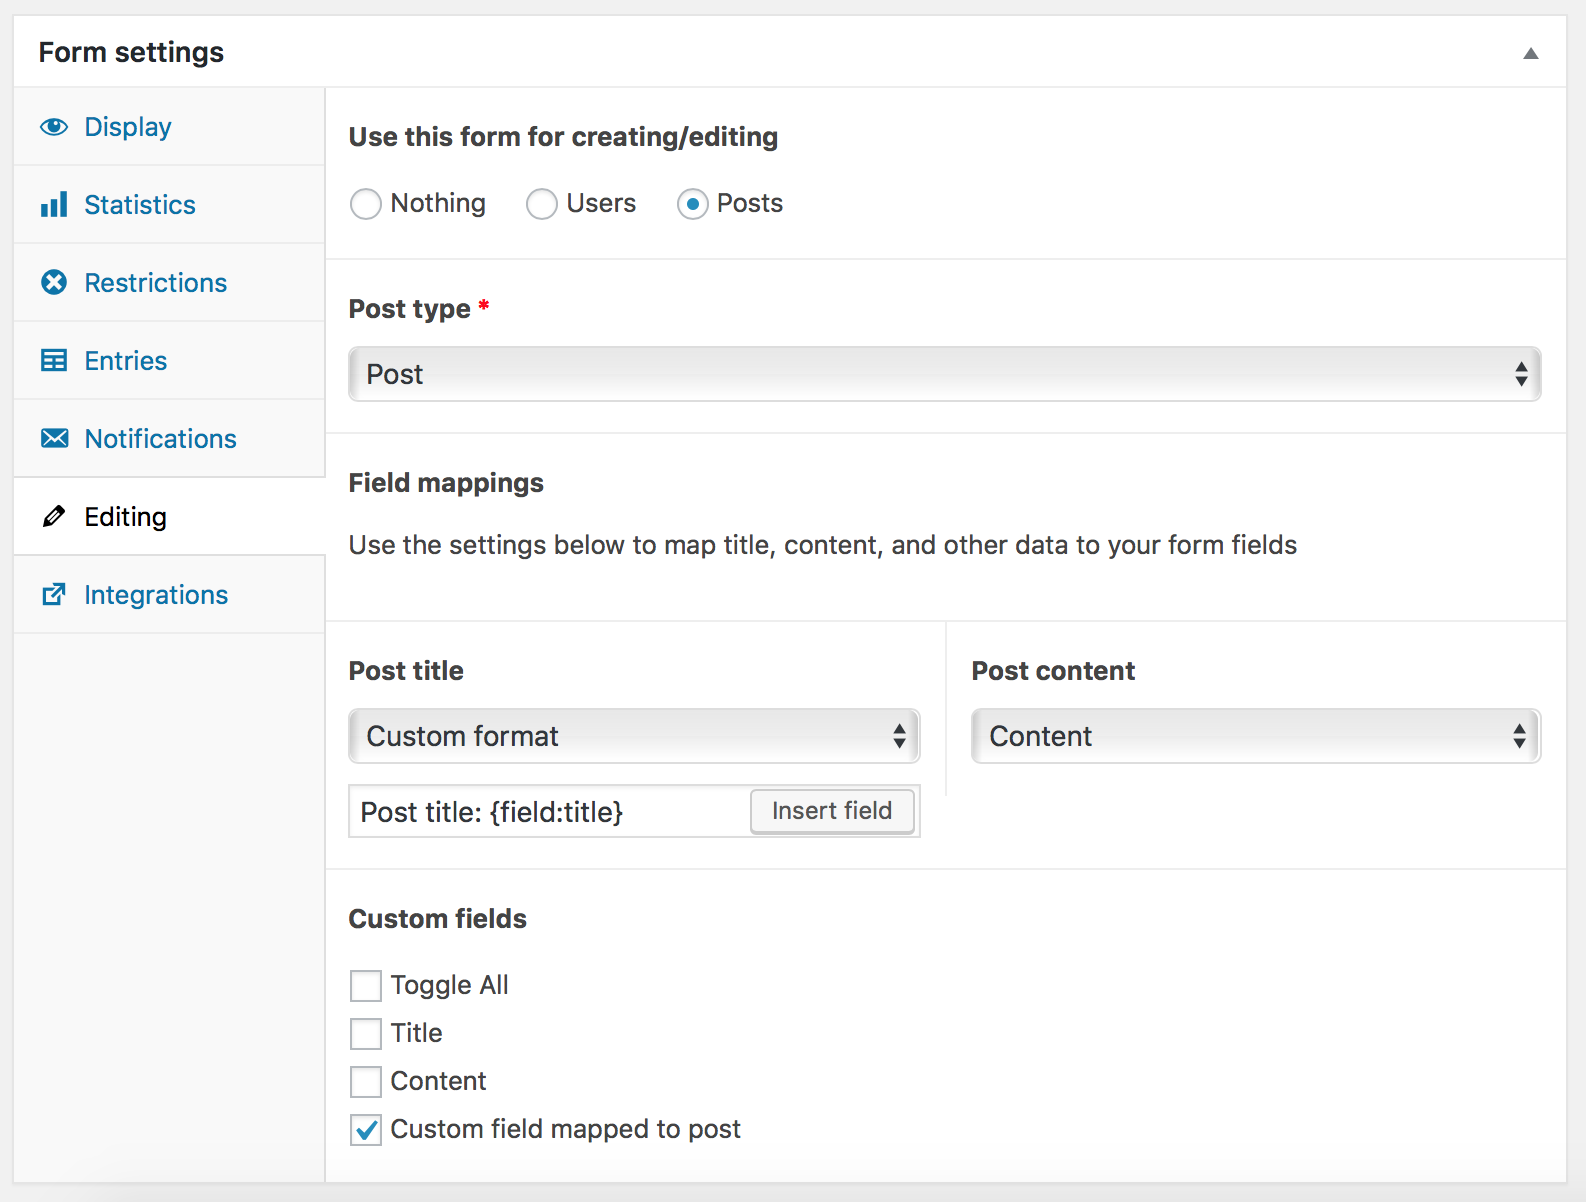 Form settings
Display
Statistics
Restrictions
Entries
Notifications
Editing
Integrations
Use this form for creating/editing
Nothing Users Posts
Post type *
Post
Field mappings
Use the settings below to map title, content, and other data to your form fields
Post title
Custom format
Post title: {field:title} Insert field
Post content
Content
Custom fields
Toggle All
Title
Content
Custom field mapped to post